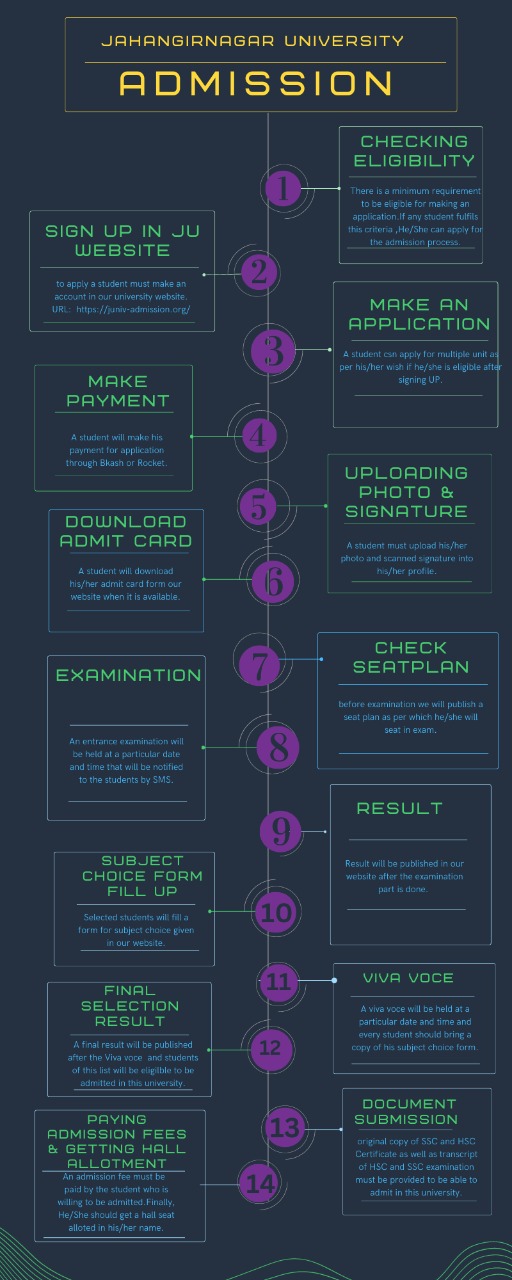 JAHANGIRNAGAR UNIVERSITY
ADMISSION
1
CHECKING
ELIGIBILITY
There is a minimum requirement
to be eligible for making an
application.If any student fulfils
this criteria ,He/She can apply for
the admission process.
2
SIGN UP IN JU
WEBSITE
to apply a student must make an
account in our university website.
URL: https://juniv-admission.org/
3
MAKE AN
APPLICATION
A student csn apply for multiple unit as
per his/her wish if he/she is eligible after
signing UP.
4
MAKE
PAYMENT
A student will make his
payment for application
through Bkash or Rocket.
5
UPLOADING
PHOTO &
SIGNATURE
A student must upload his/her
photo and scanned signature into
his/her profile.
6
DOWNLOAD
ADMIT CARD
A student will download
his/her admit card form our
website when it is available.
7
CHECK
SEATPLAN
before examination we will publish a
seat plan as per which he/she will
seat in exam.
8
EXAMINATION
An entrance examination will
be held at a particular date
and time that will be notified
to the students by SMS.
9
RESULT
Result will be published in our
website after the examination
part is done.
10
SUBJECT
CHOICE FORM
FILL UP
Selected students will fill a
form for subject choice given
in our website.
11
VIVA VOCE
A viva voce will be held at a
particular date and time and
every student should bring a
copy of his subject choice form.
12
FINAL
SELECTION
RESULT
A final result will be published
after the Viva voce and students
of this list will be eligilble to be
admitted in this university.
13
DOCUMENT
SUBMISSION
original copy of SSC and HSC
Certificate as well as transcript
of HSC and SSC examination
must be provided to be able to
admit in this university.
14
PAYING
ADMISSION FEES
& GETTING HALL
ALLOTMENT
An admission fee must be
paid by the student who is
willing to be admitted.Finally,
He/She should get a hall seat
alloted in his/her name.